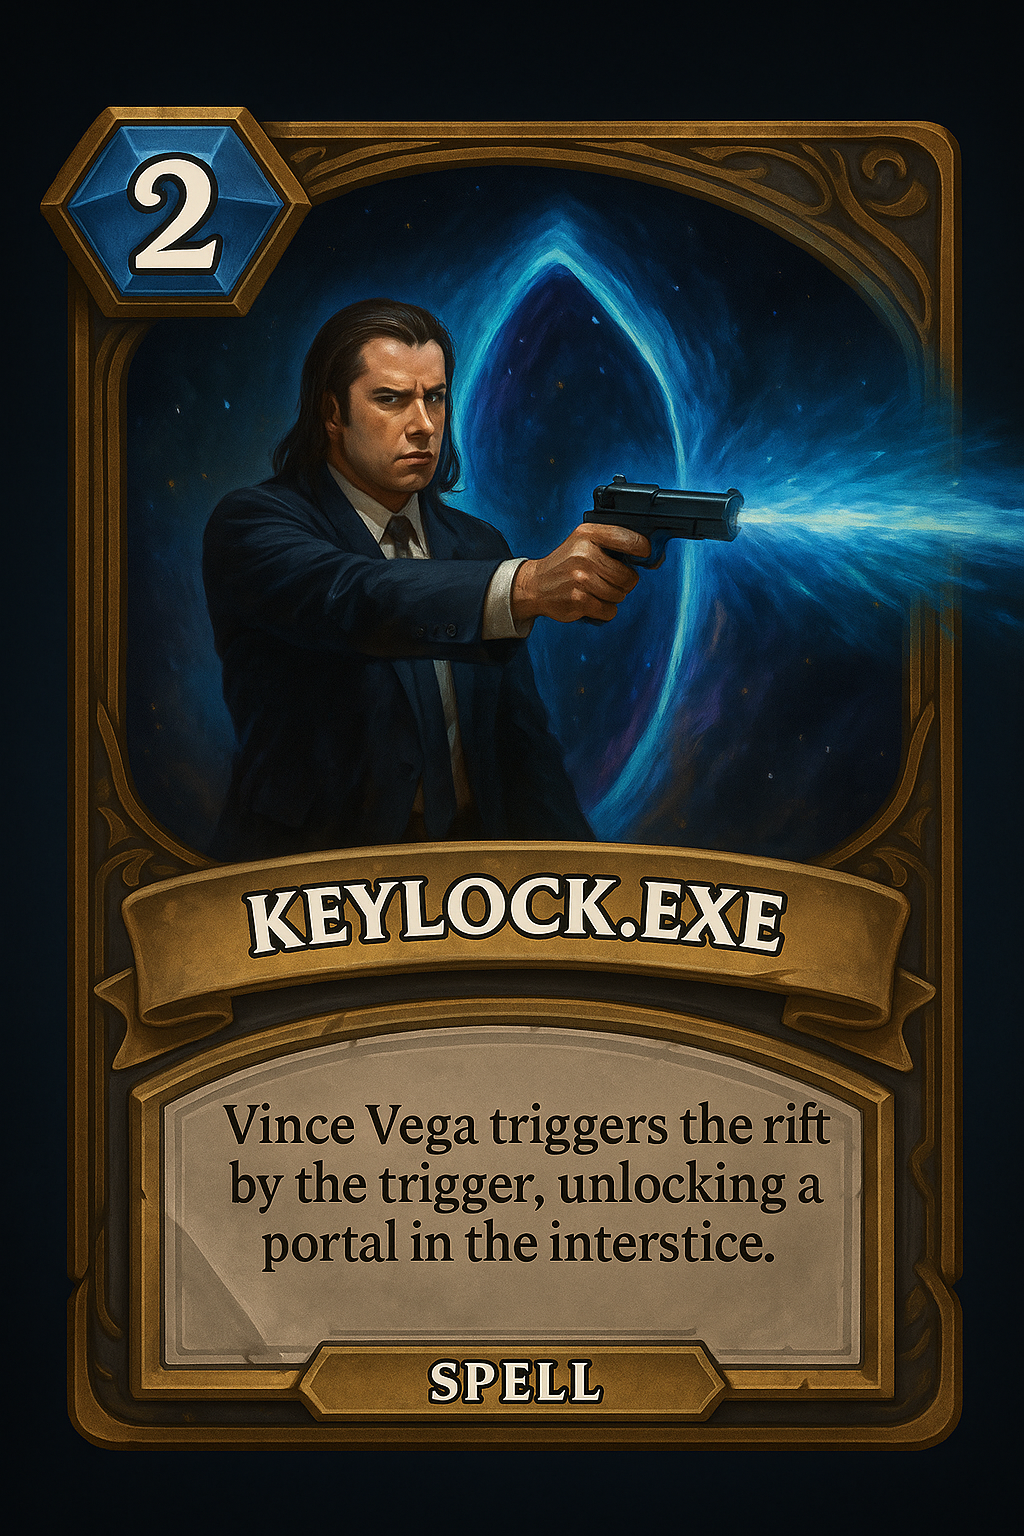 2
KEYLOCK.EXE
Vince Vega triggers the rift
by the trigger, unlocking a
portal in the interstice.
SPELL